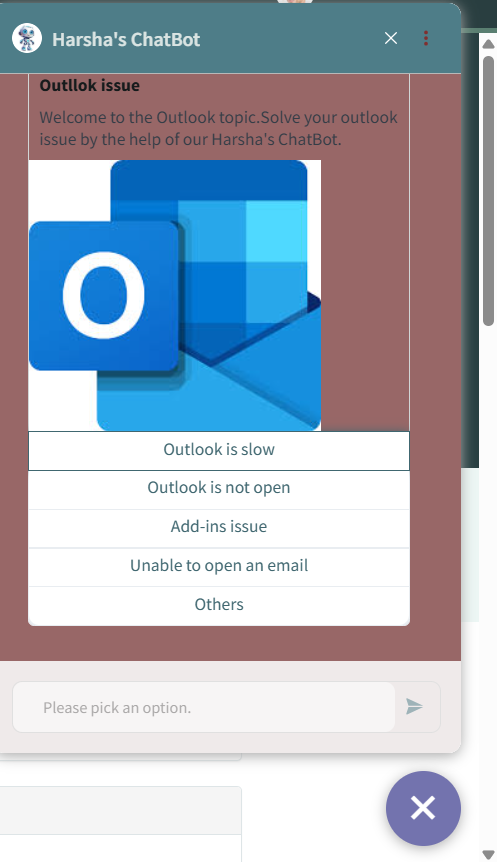 Harsha's ChatBot
Outllok issue
Welcome to the Outlook topic.Solve your outlook
issue by the help of our Harsha's ChatBot.
O
Outlook is slow
Outlook is not open
Add-ins issue
Unable to open an email
Others
Please pick an option.